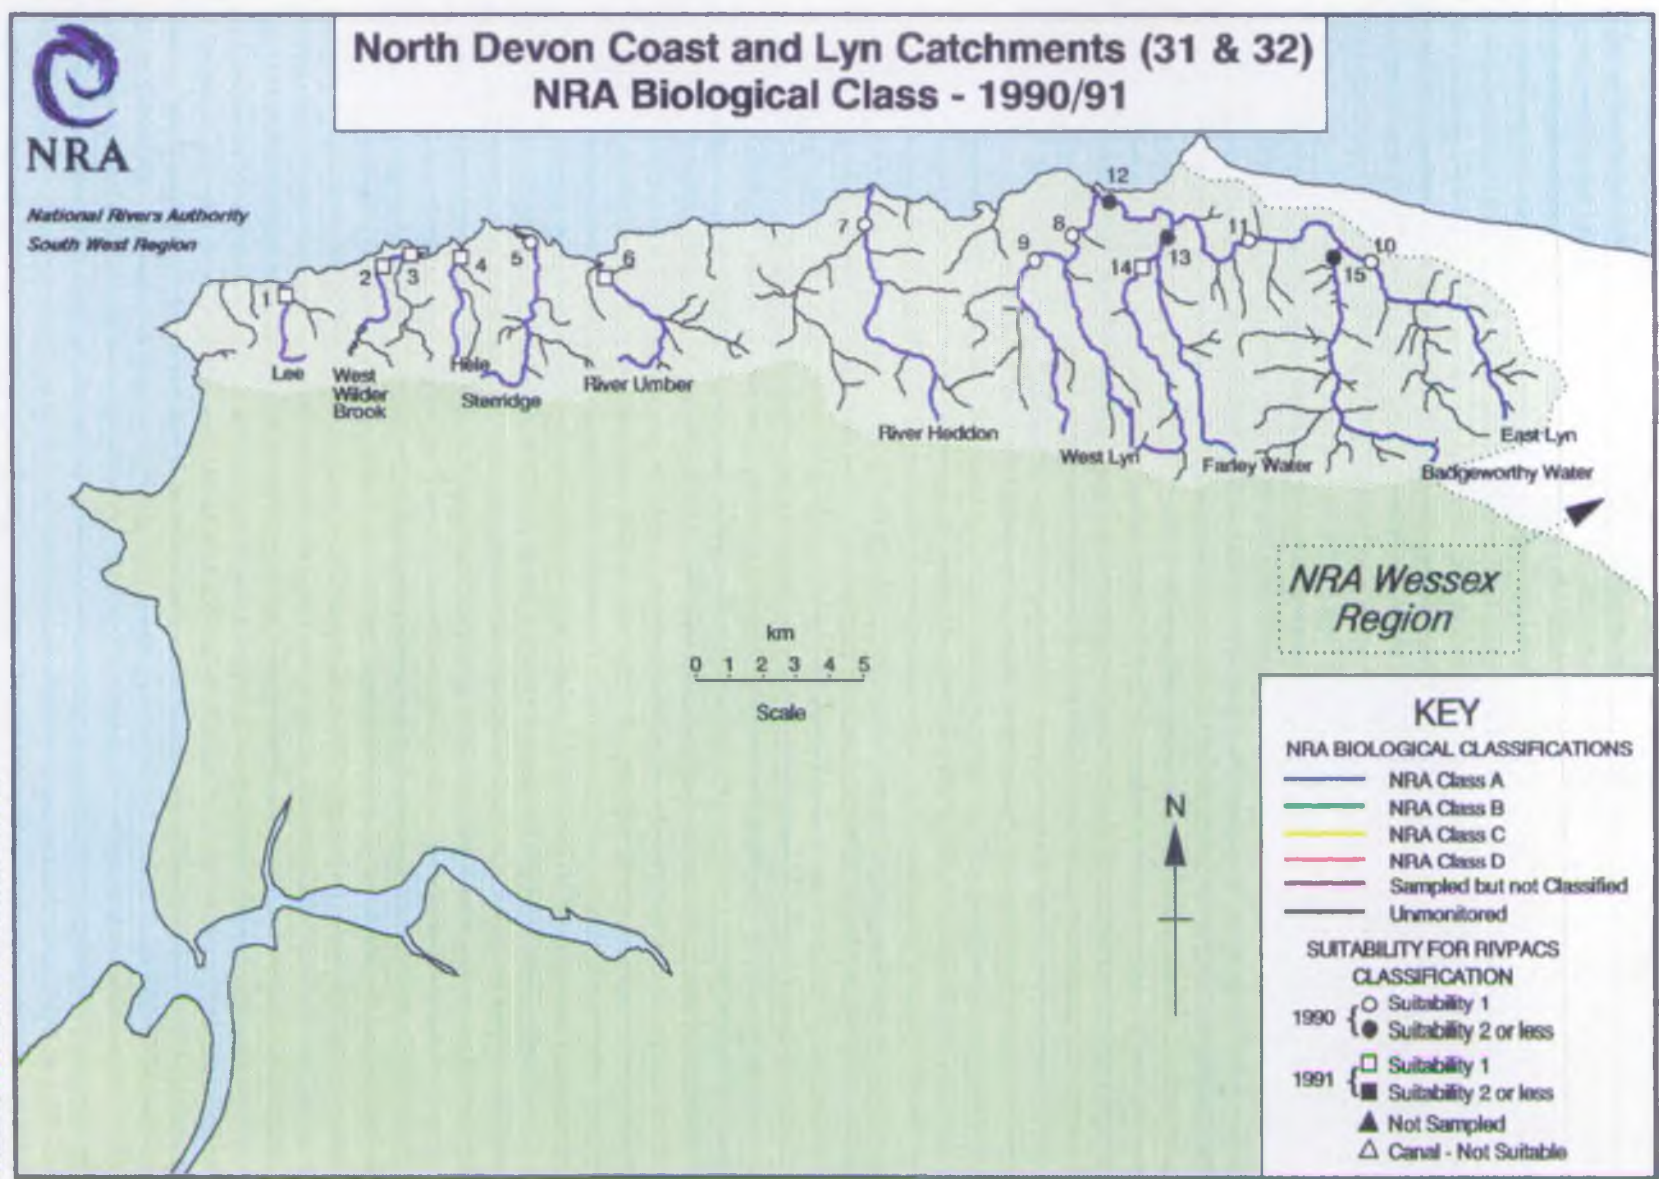 North Devon Coast and Lyn Catchments (31 & 32)
NRA Biological Class - 1990/91
NRA
National Rivers Authority
South West Region
1
2
3
4
5
6
7
8
9
10
11
12
13
14
15
Lee
West
Wilder
Brook
Hele
Sterridge
River Umber
River Heddon
West Lyn
Farley Water
East Lyn
Badgeworthy Water
NRA Wessex
Region
km
0 1 2 3 4 5
Scale
N
KEY
NRA BIOLOGICAL CLASSIFICATIONS
NRA Class A
NRA Class B
NRA Class C
NRA Class D
Sampled but not Classified
Unmonitored
SUITABILITY FOR RIVPACS
CLASSIFICATION
1990 { Suitability 1
Suitability 2 or less
1991 { Suitability 1
Suitability 2 or less
Not Sampled
Canal - Not Suitable